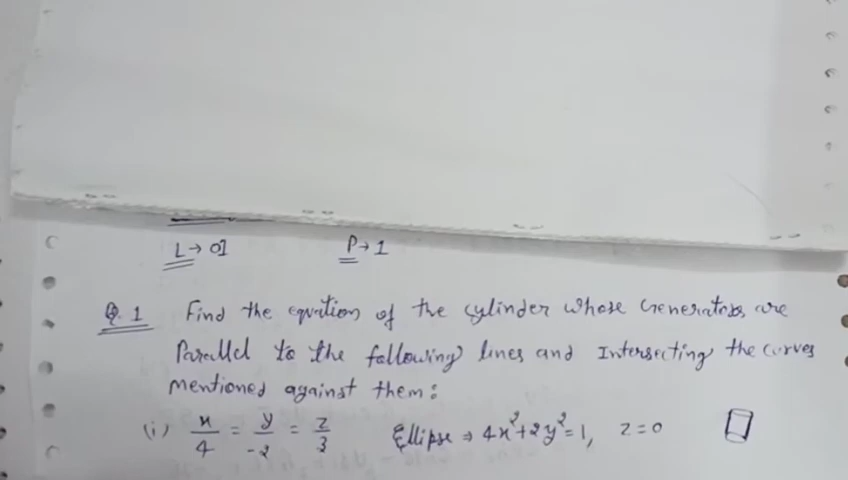 L → 01 P → 1
Q.1 Find the equation of the cylinder whose Generators are
Parallel to the following lines and Intersecting the curves
mentioned against them :
(i) x/4 = y/-2 = z/3 Ellipse ⇒ 4x²+2y²=1, z=0